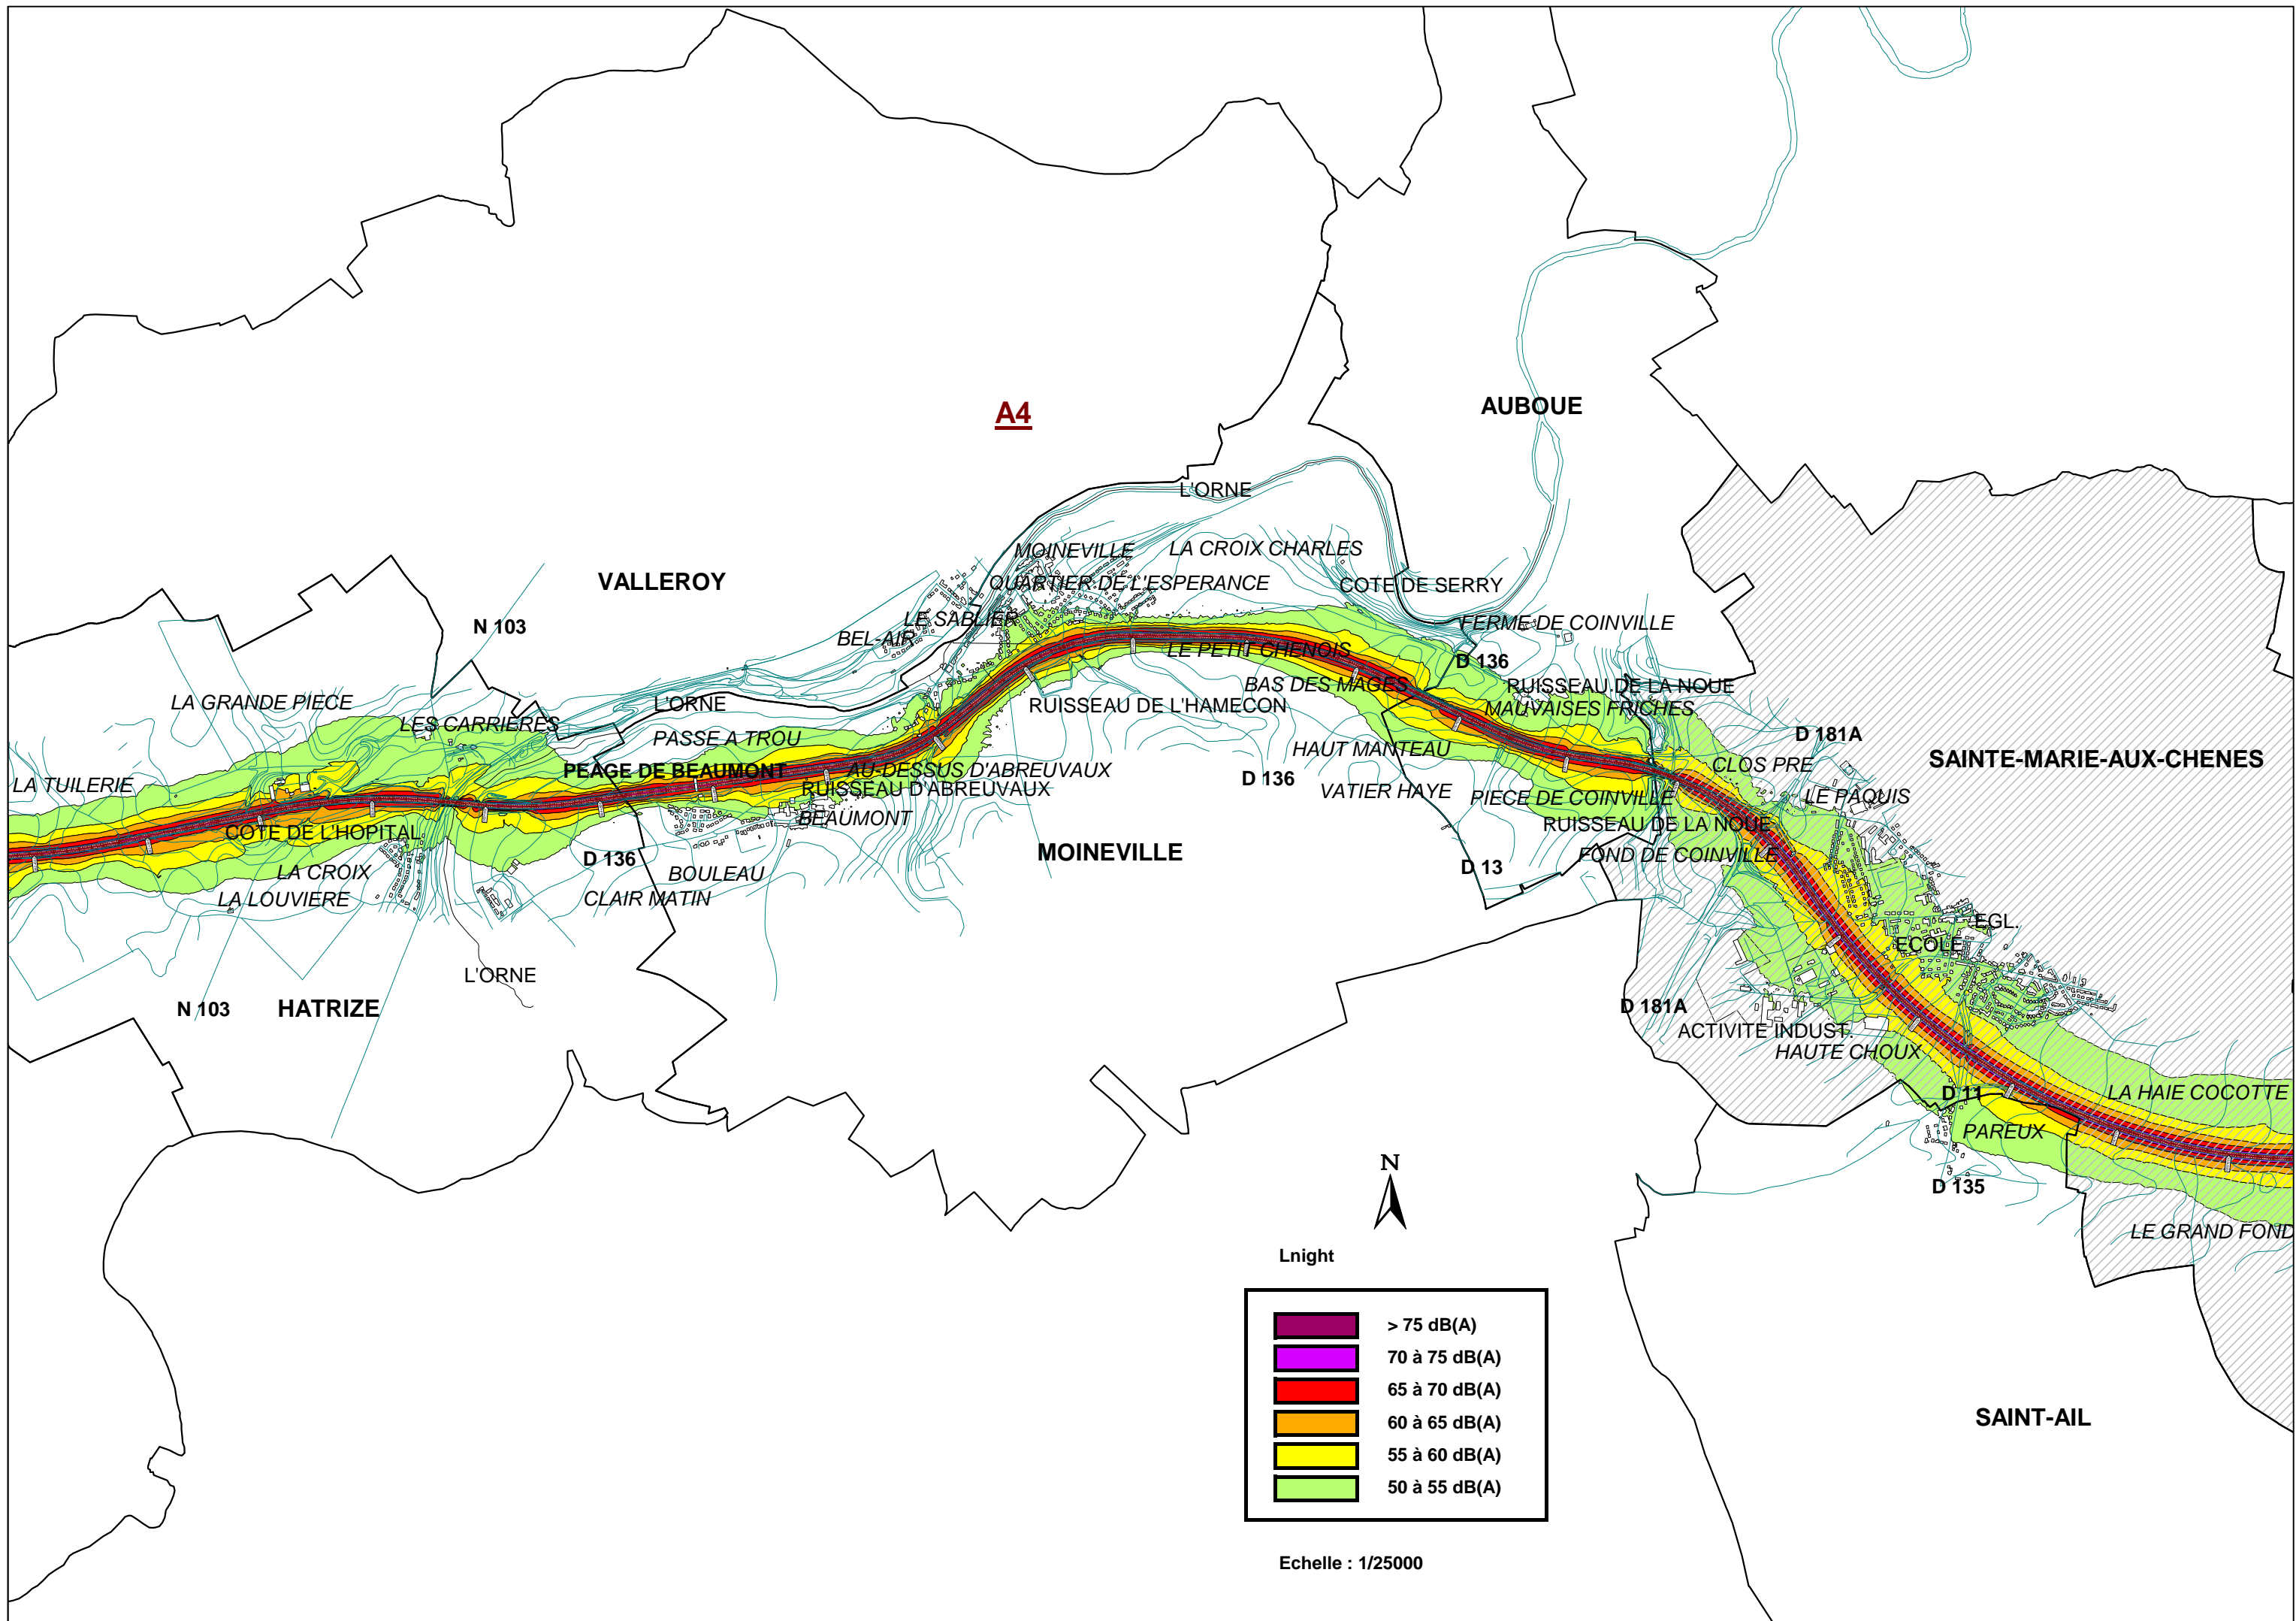 A4
AUBOUE
L'ORNE
MOINEVILLE
LA CROIX CHARLES
VALLEROY
QUARTIER DE L'ESPERANCE
COTE DE SERRY
N 103
LE SABLIER
BEL-AIR
FERME DE COINVILLE
LE PETIT CHENOIS
D 136
LA GRANDE PIECE
L'ORNE
BAS DES MAGES
RUISSEAU DE LA NOUE
RUISSEAU DE L'HAMECON
MAUVAISES FRICHES
LES CARRIERES
PASSE A TROU
HAUT MANTEAU
D 181A
SAINTE-MARIE-AUX-CHENES
PEAGE DE BEAUMONT
AU-DESSUS D'ABREUVAUX
D 136
CLOS PRE
LA TUILERIE
RUISSEAU D'ABREUVAUX
VATIER HAYE
PIECE DE COINVILLE
LE PAQUIS
BEAUMONT
COTE DE L'HOPITAL
RUISSEAU DE LA NOUE
MOINEVILLE
D 136
FOND DE COINVILLE
LA CROIX
BOULEAU
D 13
LA LOUVIERE
CLAIR MATIN
EGL.
ECOLE
L'ORNE
N 103
HATRIZE
D 181A
ACTIVITE INDUST.
HAUTE CHOUX
D 11
LA HAIE COCOTTE
PAREUX
N
D 135
LE GRAND FOND
Lnight
> 75 dB(A)
70 à 75 dB(A)
65 à 70 dB(A)
60 à 65 dB(A)
55 à 60 dB(A)
50 à 55 dB(A)
SAINT-AIL
Echelle : 1/25000